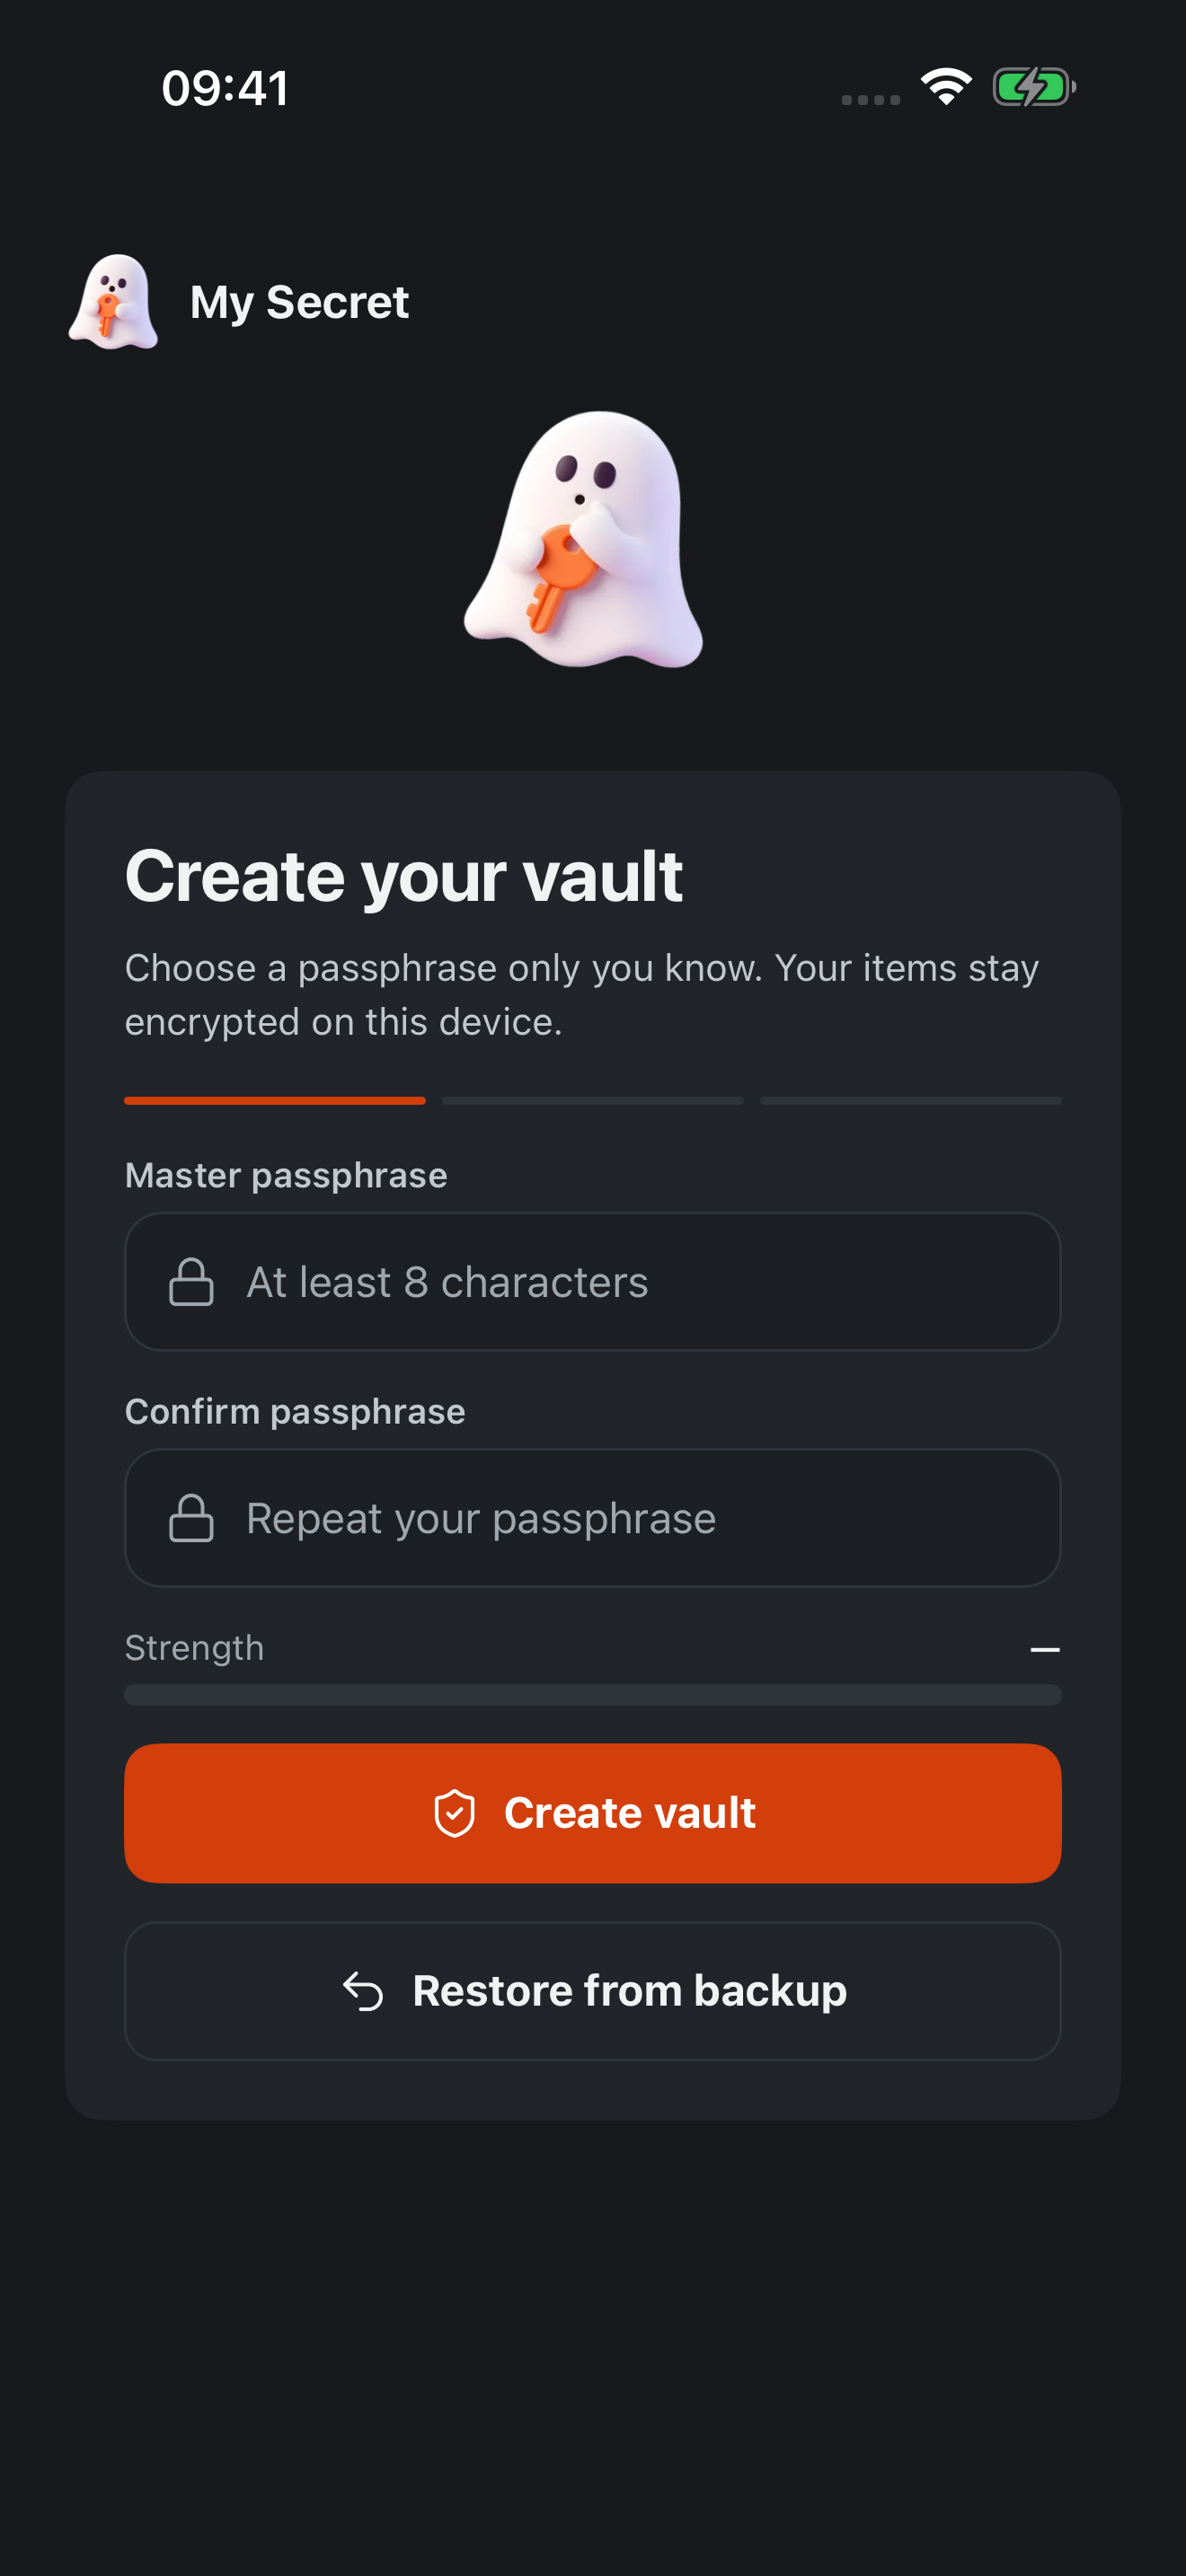 09:41
My Secret
Create your vault
Choose a passphrase only you know. Your items stay
encrypted on this device.
Master passphrase
At least 8 characters
Confirm passphrase
Repeat your passphrase
Strength —
Create vault
Restore from backup